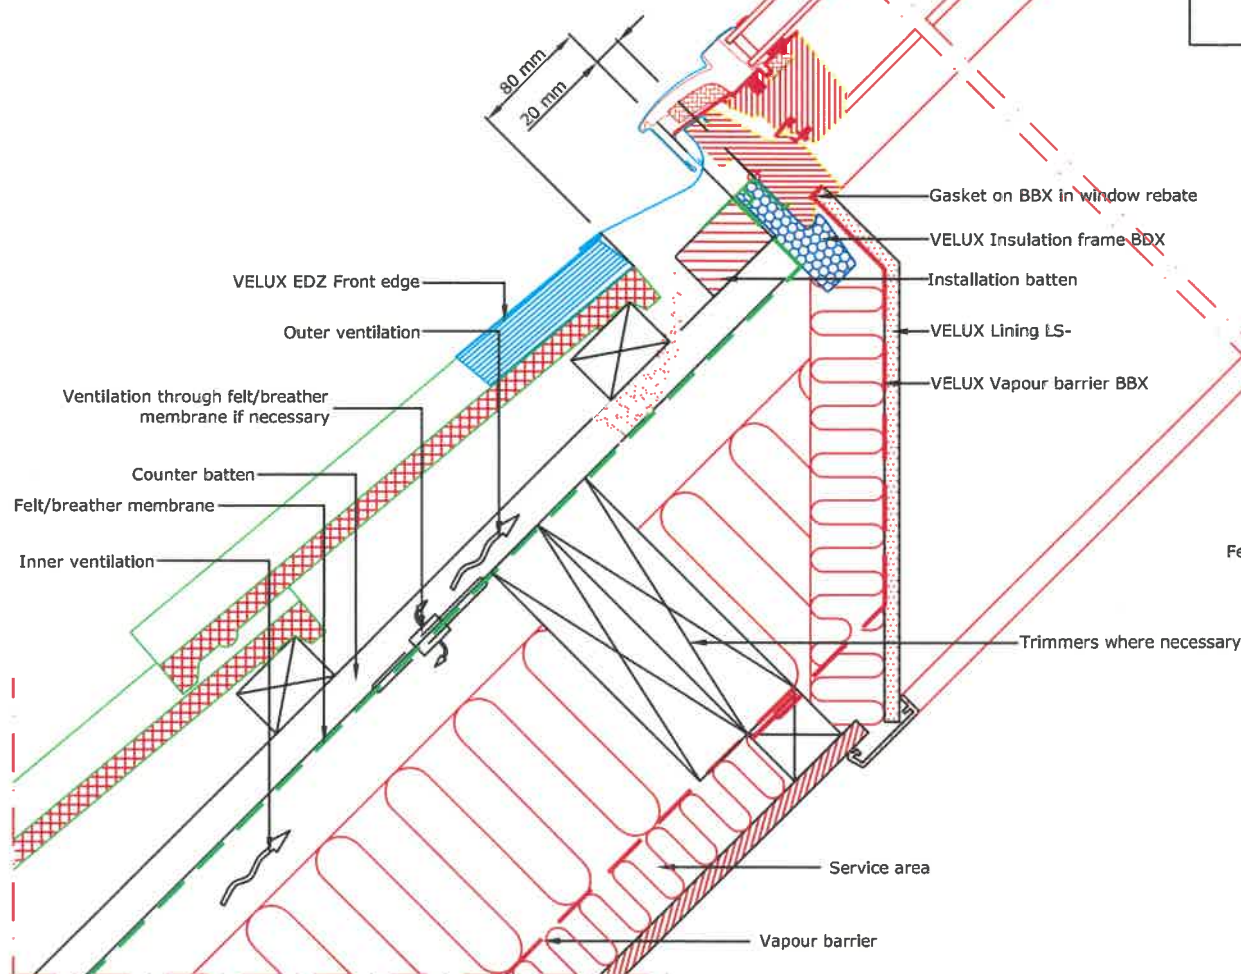 80 mm
20 mm
Gasket on BBX in window rebate
VELUX Insulation frame BDX
VELUX EDZ Front edge
Installation batten
Outer ventilation
VELUX Lining LS-
VELUX Vapour barrier BBX
Ventilation through felt/breather
membrane if necessary
Counter batten
Felt/breather membrane
Inner ventilation
Fe
Trimmers where necessary
Service area
Vapour barrier